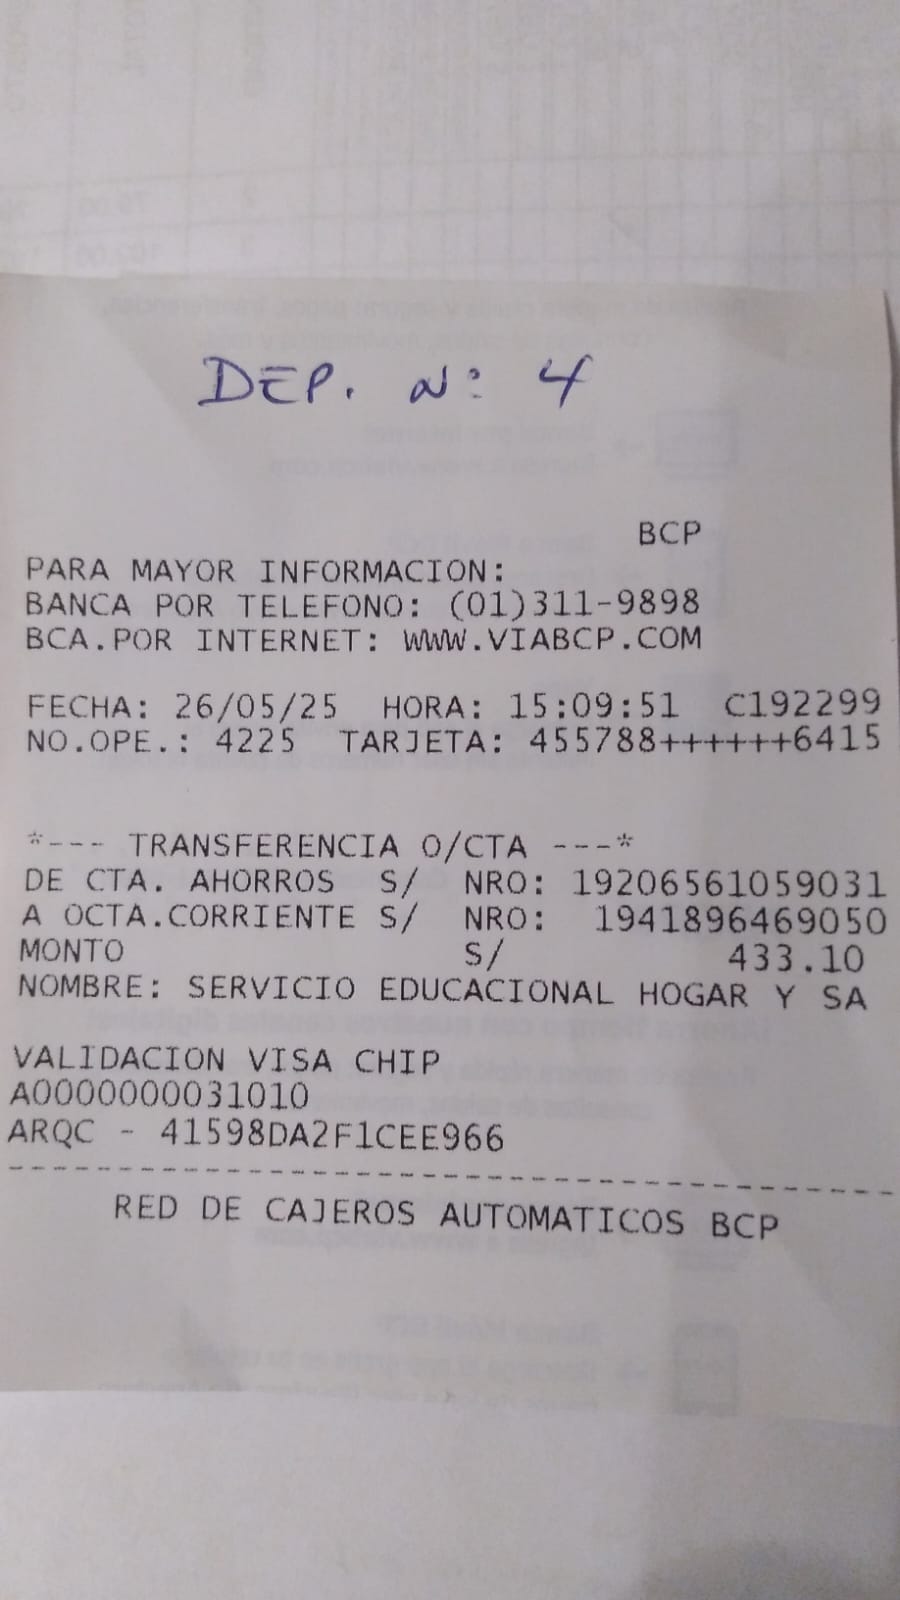 DEP. N: 4
BCP
PARA MAYOR INFORMACION:
BANCA POR TELEFONO: (01)311-9898
BCA.POR INTERNET: WWW.VIABCP.COM
FECHA: 26/05/25 HORA: 15:09:51 C192299
NO.OPE.: 4225 TARJETA: 455788++++++6415
*--- TRANSFERENCIA O/CTA ---*
DE CTA. AHORROS S/ NRO: 19206561059031
A OCTA.CORRIENTE S/ NRO: 1941896469050
MONTO S/ 433.10
NOMBRE: SERVICIO EDUCACIONAL HOGAR Y SA
VALIDACION VISA CHIP
A0000000031010
ARQC - 41598DA2F1CEE966
RED DE CAJEROS AUTOMATICOS BCP